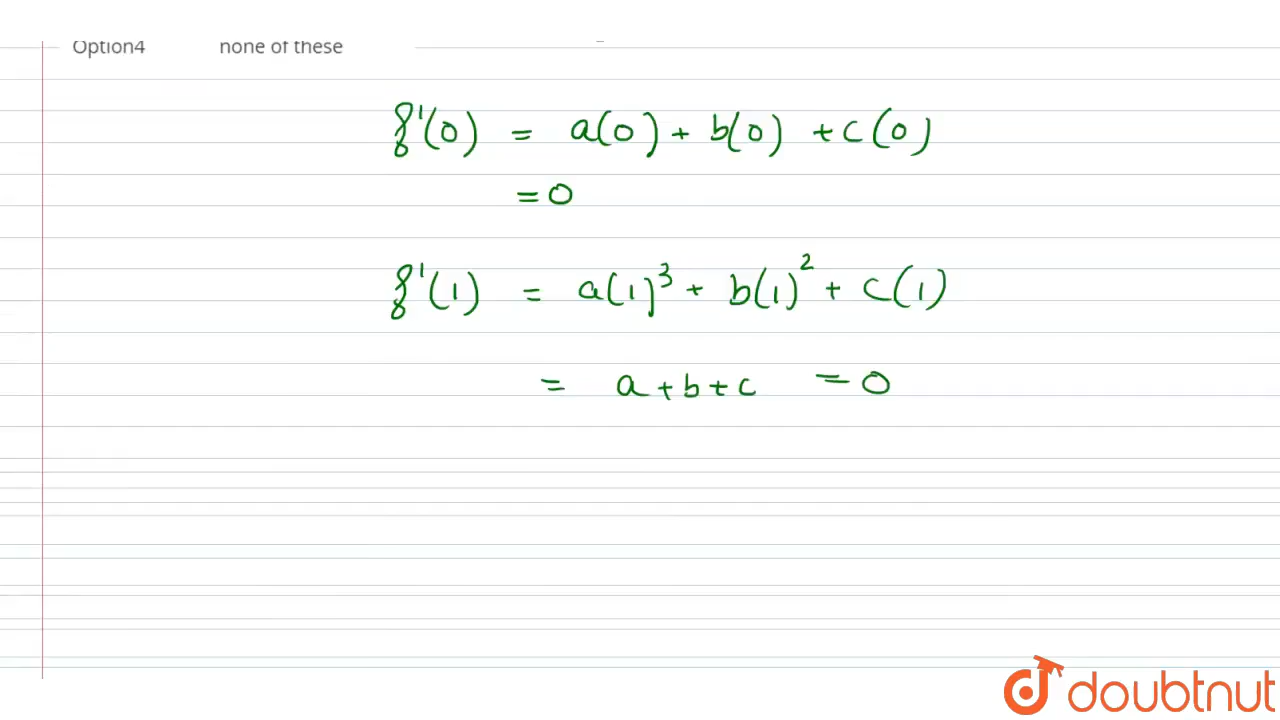 Option4 none of these
f'(0) = a(0) + b(0) + c(0)
= 0
f'(1) = a(1)³ + b(1)² + c(1)
= a + b + c = 0
doubtnut